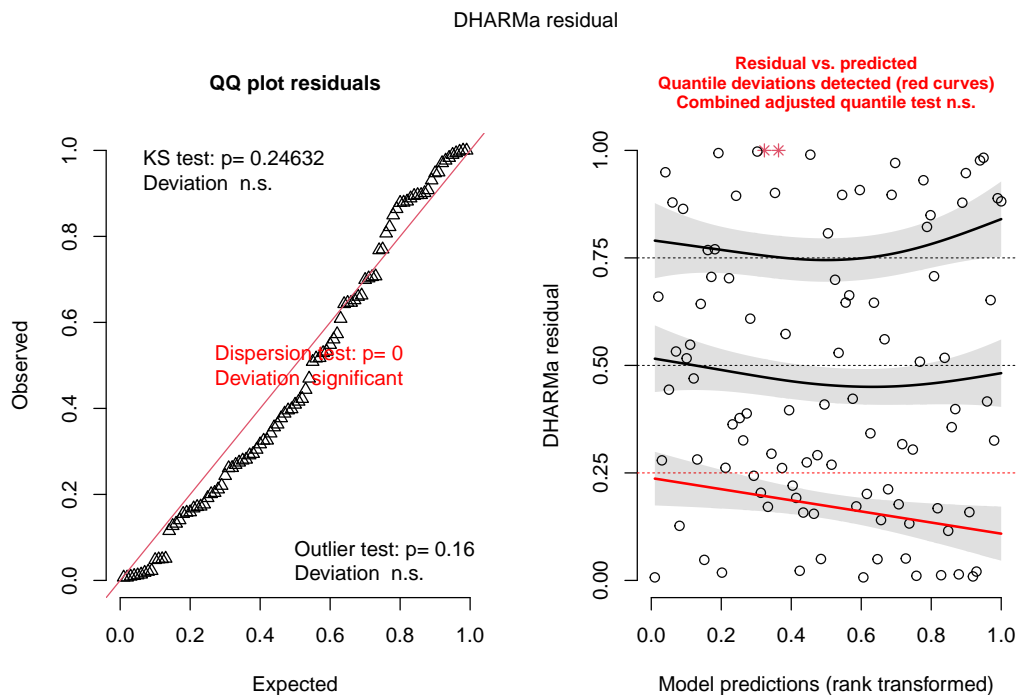 DHARMa residual
QQ plot residuals
KS test: p= 0.24632
Deviation n.s.
Dispersion test: p= 0
Deviation significant
Outlier test: p= 0.16
Deviation n.s.
Observed
1.0
0.8
0.6
0.4
0.2
0.0
0.0 0.2 0.4 0.6 0.8 1.0
Expected
Residual vs. predicted
Quantile deviations detected (red curves)
Combined adjusted quantile test n.s.
DHARMa residual
1.00
0.75
0.50
0.25
0.00
0.0 0.2 0.4 0.6 0.8 1.0
Model predictions (rank transformed)